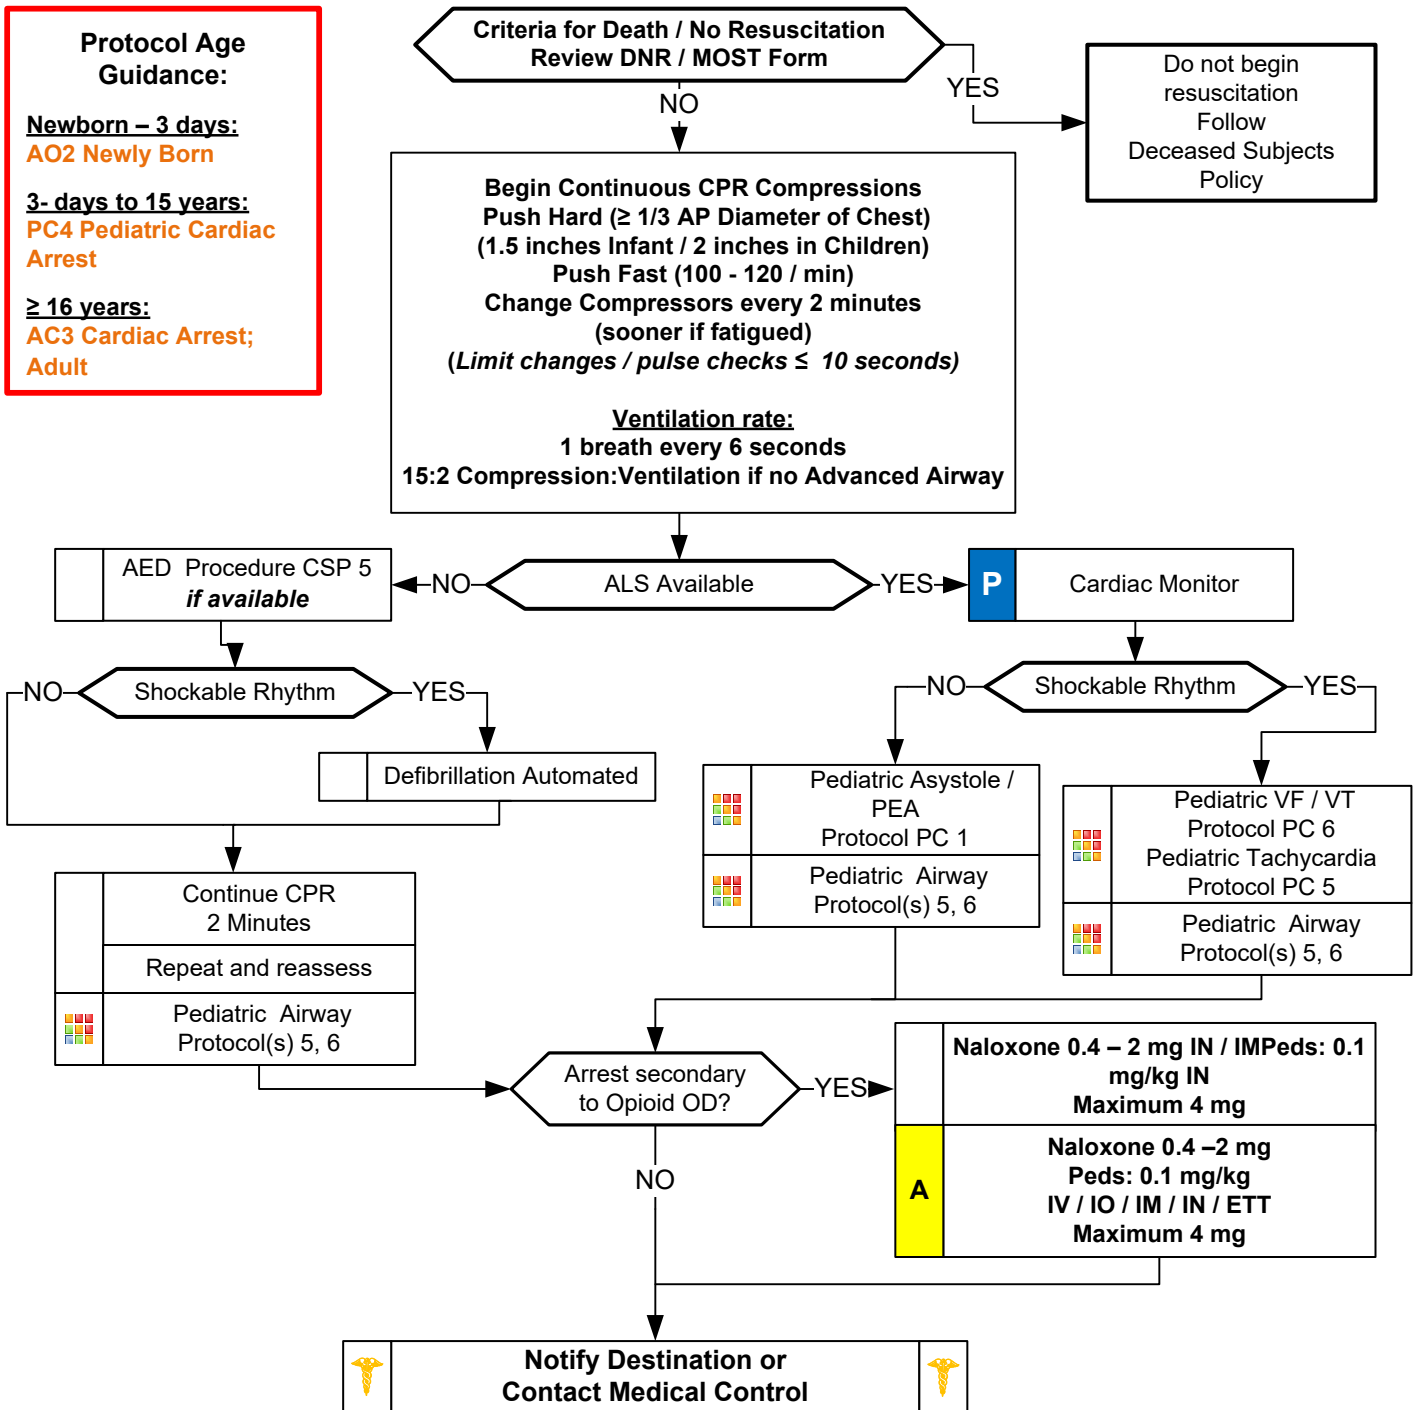 Protocol Age
Guidance:
Newborn – 3 days:
AO2 Newly Born
3- days to 15 years:
PC4 Pediatric Cardiac
Arrest
≥ 16 years:
AC3 Cardiac Arrest;
Adult
Criteria for Death / No Resuscitation
Review DNR / MOST Form
YES
NO
Do not begin
resuscitation
Follow
Deceased Subjects
Policy
Begin Continuous CPR Compressions
Push Hard (≥ 1/3 AP Diameter of Chest)
(1.5 inches Infant / 2 inches in Children)
Push Fast (100 - 120 / min)
Change Compressors every 2 minutes
(sooner if fatigued)
(Limit changes / pulse checks ≤ 10 seconds)
Ventilation rate:
1 breath every 6 seconds
15:2 Compression:Ventilation if no Advanced Airway
AED Procedure CSP 5
if available
NO
ALS Available
YES
P
Cardiac Monitor
NO
Shockable Rhythm
YES
NO
Shockable Rhythm
YES
Defibrillation Automated
Pediatric Asystole /
PEA
Protocol PC 1
Pediatric Airway
Protocol(s) 5, 6
Pediatric VF / VT
Protocol PC 6
Pediatric Tachycardia
Protocol PC 5
Pediatric Airway
Protocol(s) 5, 6
Continue CPR
2 Minutes
Repeat and reassess
Pediatric Airway
Protocol(s) 5, 6
Arrest secondary
to Opioid OD?
YES
NO
Naloxone 0.4 – 2 mg IN / IMPeds: 0.1
mg/kg IN
Maximum 4 mg
A
Naloxone 0.4 –2 mg
Peds: 0.1 mg/kg
IV / IO / IM / IN / ETT
Maximum 4 mg
Notify Destination or
Contact Medical Control